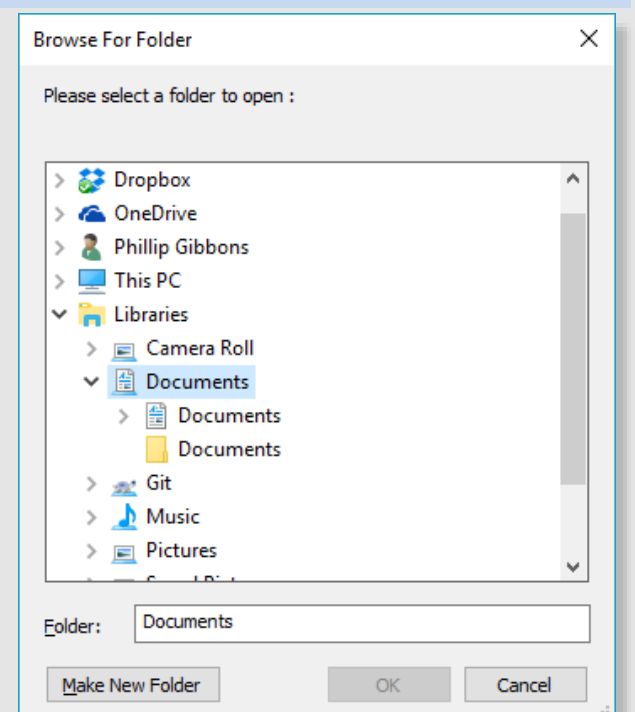 Browse For Folder
Please select a folder to open :
Dropbox
OneDrive
Phillip Gibbons
This PC
Libraries
Camera Roll
Documents
Documents
Documents
Git
Music
Pictures
Folder: Documents
Make New Folder OK Cancel